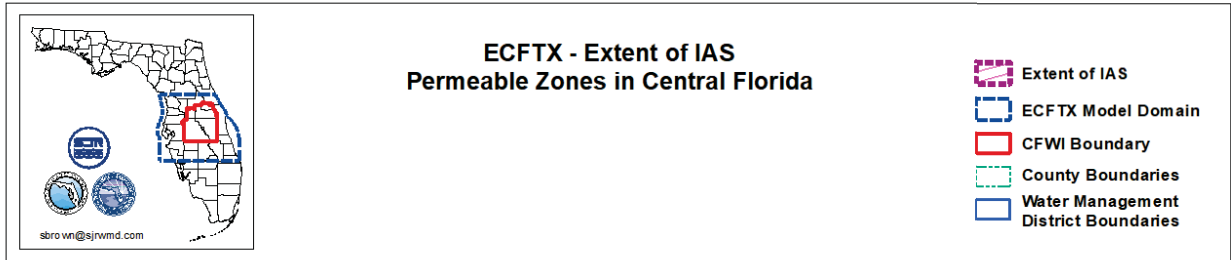 ECFTX - Extent of IAS
Permeable Zones in Central Florida
Extent of IAS
ECFTX Model Domain
CFWI Boundary
County Boundaries
Water Management
District Boundaries
sbrown@sjrwmd.com